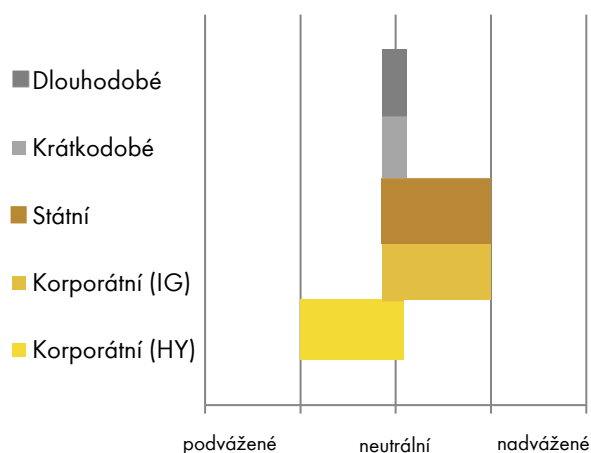 Dlouhodobé
Krátkodobé
Státní
Korporátní (IG)
Korporátní (HY)
podvážené neutrální nadvážené